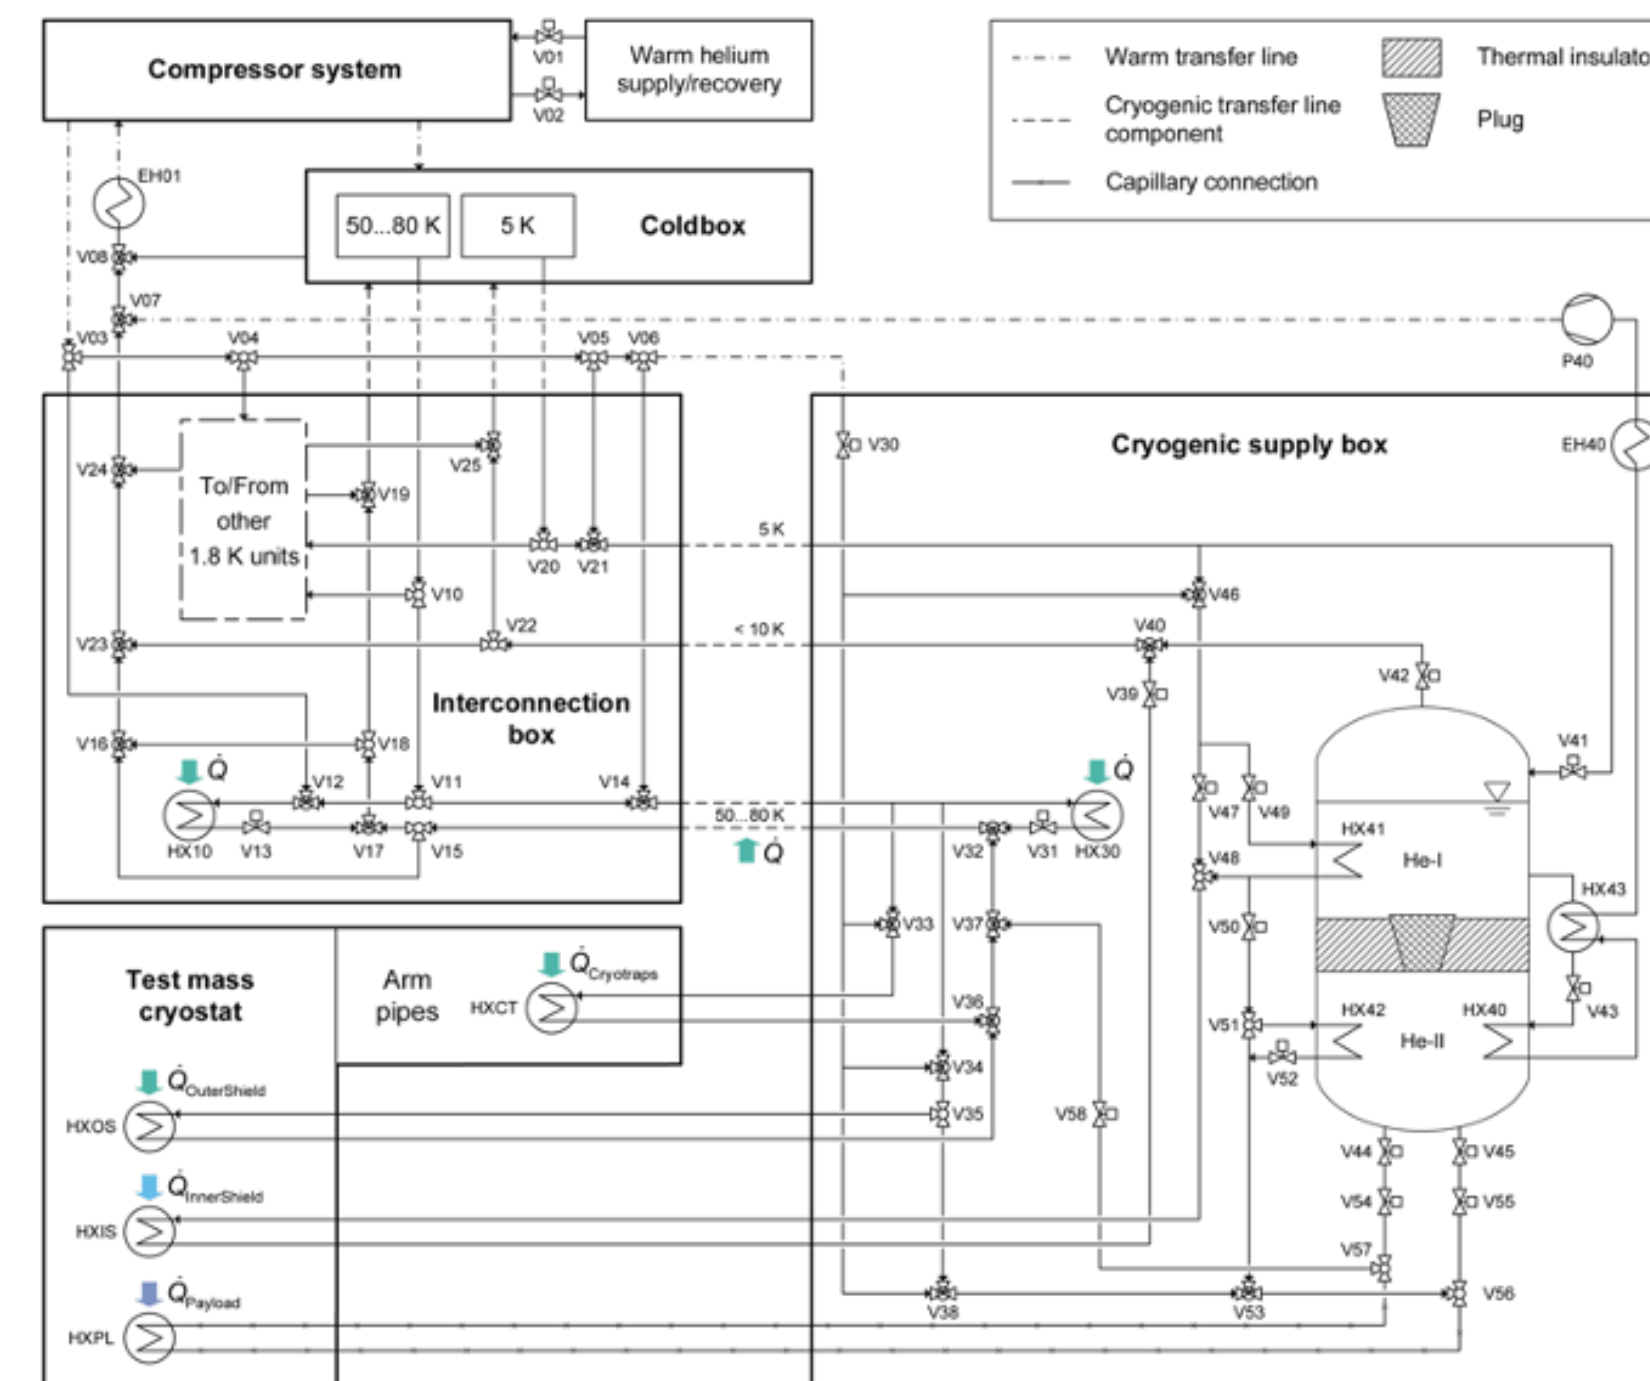 Compressor system
V01
V02
Warm helium
supply/recovery
Warm transfer line
Cryogenic transfer line
component
Capillary connection
Plug
EH01
50...80 K
5 K
Coldbox
V08
V07
V03
V04
V05
V06
P40
V24
To/From
other
1.8 K units
V25
V19
V30
Cryogenic supply box
EH40
5 K
V20
V21
V10
V46
V23
V22
< 10 K
V40
V39
V42
Interconnection
box
V16
V18
Q̇
V12
V11
V14
HX10
V13
V17
V15
50...80 K
Q̇
Q̇
V32
V31
HX30
V47
V49
V41
HX41
He-I
V48
HX43
V33
V37
V50
Test mass
cryostat
Arm
pipes
Q̇Cryotraps
HXCT
V36
V51
HX42
HX40
V43
He-II
V52
V34
Q̇OuterShield
HXOS
V35
V58
V44
V45
Q̇InnerShield
HXIS
V54
V55
V57
Q̇Payload
HXPL
V38
V53
V56